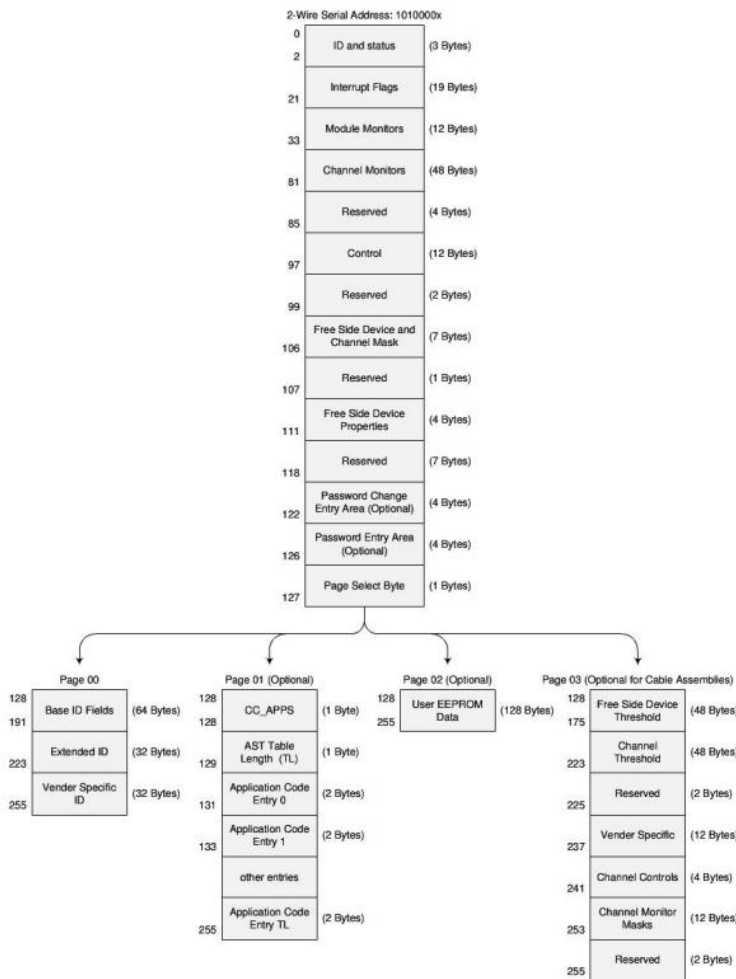 2-Wire Serial Address: 1010000x
0
ID and status
(3 Bytes)
2
Interrupt Flags
(19 Bytes)
21
Module Monitors
(12 Bytes)
33
Channel Monitors
(48 Bytes)
81
Reserved
(4 Bytes)
85
Control
(12 Bytes)
97
Reserved
(2 Bytes)
99
Free Side Device and
Channel Mask
(7 Bytes)
106
Reserved
(1 Bytes)
107
Free Side Device
Properties
(4 Bytes)
111
Reserved
(7 Bytes)
118
Password Change
Entry Area (Optional)
(4 Bytes)
122
Password Entry Area
(Optional)
(4 Bytes)
126
Page Select Byte
(1 Bytes)
127
Page 00
128
Base ID Fields
(64 Bytes)
191
Extended ID
(32 Bytes)
223
Vender Specific
ID
(32 Bytes)
255
Page 01 (Optional)
128
CC_APPS
(1 Byte)
128
AST Table
Length (TL)
(1 Byte)
129
Application Code
Entry 0
(2 Bytes)
131
Application Code
Entry 1
(2 Bytes)
133
other entries
Application Code
Entry TL
(2 Bytes)
255
Page 02 (Optional)
128
User EEPROM
Data
(128 Bytes)
255
Page 03 (Optional for Cable Assemblies)
128
Free Side Device
Threshold
(48 Bytes)
175
Channel
Threshold
(48 Bytes)
223
Reserved
(2 Bytes)
225
Vender Specific
(12 Bytes)
237
Channel Controls
(4 Bytes)
241
Channel Monitor
Masks
(12 Bytes)
253
Reserved
(2 Bytes)
255